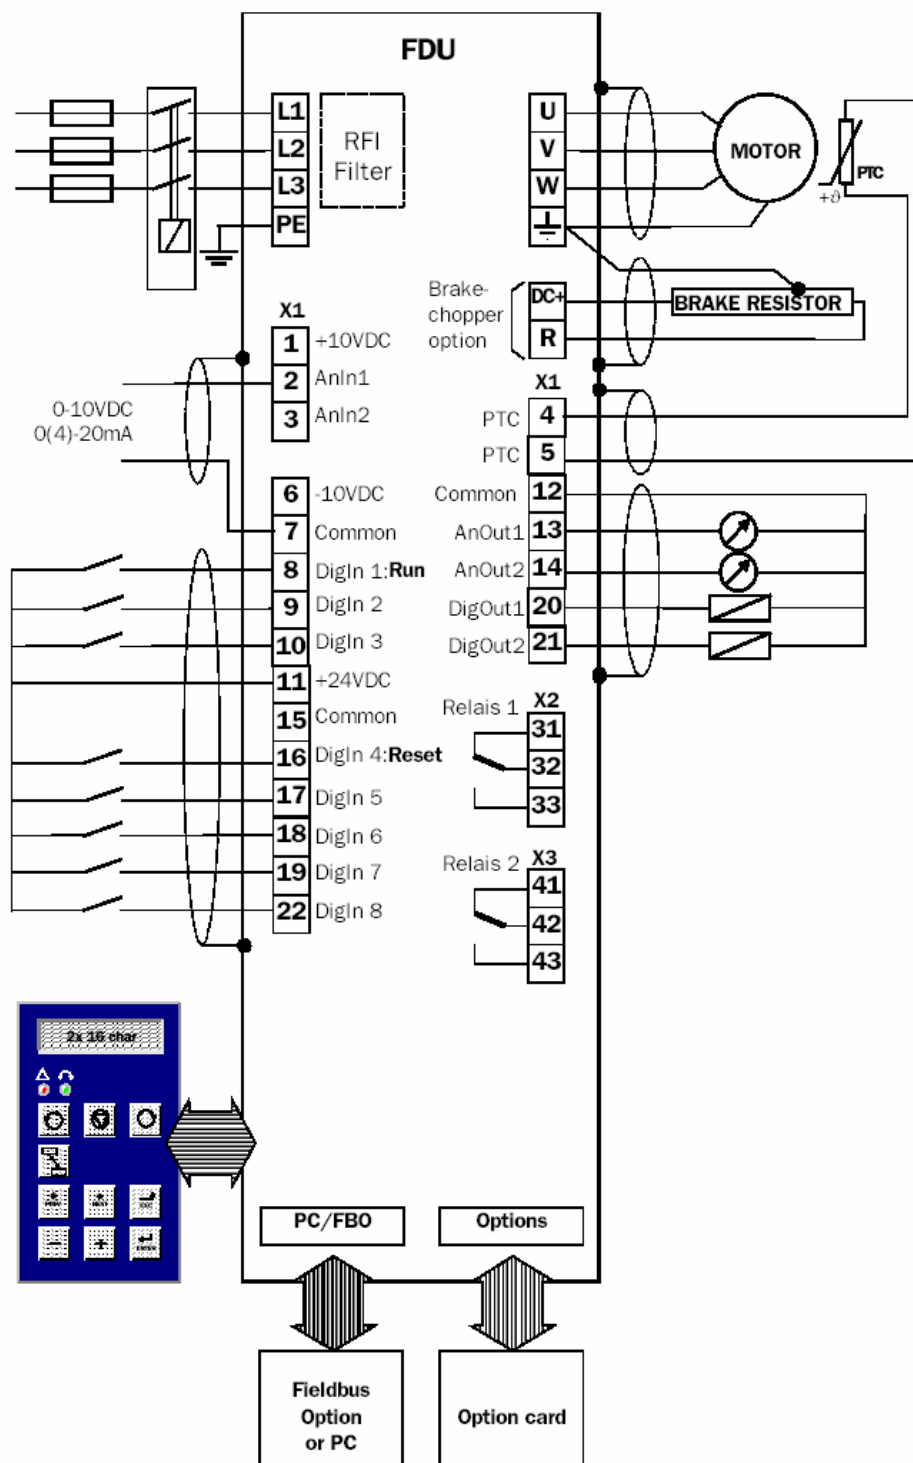 FDU
L1
L2
L3
PE
RFI
Filter
U
V
W
MOTOR
PTC
+ϑ
Brake-
chopper
option
DC+
R
BRAKE RESISTOR
X1
1 +10VDC
2 AnIn1
3 AnIn2
0-10VDC
0(4)-20mA
6 -10VDC
7 Common
8 DigIn 1:Run
9 DigIn 2
10 DigIn 3
11 +24VDC
15 Common
16 DigIn 4:Reset
17 DigIn 5
18 DigIn 6
19 DigIn 7
22 DigIn 8
X1
PTC 4
PTC 5
Common 12
AnOut1 13
AnOut2 14
DigOut1 20
DigOut2 21
Relais 1 X2
31
32
33
Relais 2 X3
41
42
43
2x 16 char
PC/FBO
Options
Fieldbus
Option
or PC
Option card